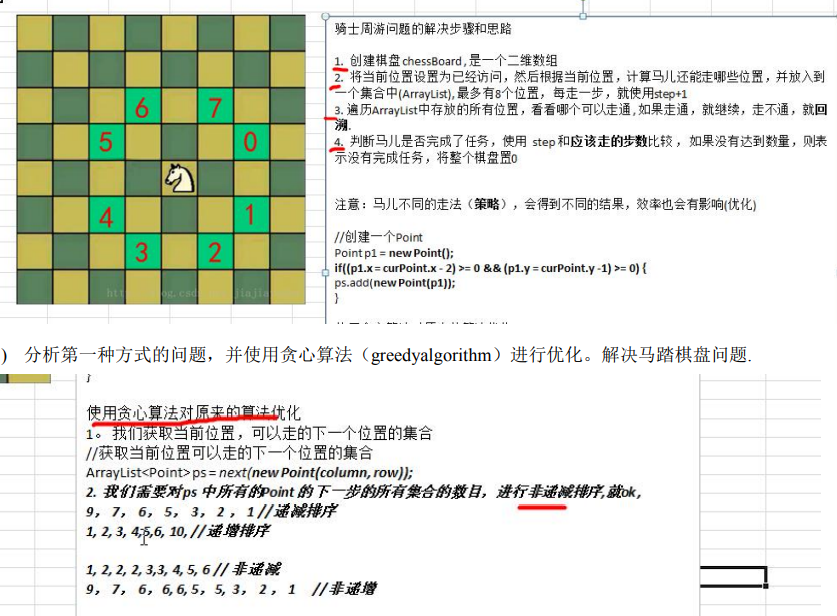 骑士周游问题的解决步骤和思路
1. 创建棋盘 chessBoard , 是一个二维数组
2. 将当前位置设置为已经访问，然后根据当前位置，计算马儿还能走哪些位置，并放入到
一个集合中(ArrayList), 最多有8个位置，每走一步，就使用step+1
3. 遍历ArrayList中存放的所有位置，看看哪个可以走通 , 如果走通，就继续，走不通，就回
溯.
4. 判断马儿是否完成了任务，使用 step 和应该走的步数比较 ，如果没有达到数量，则表
示没有完成任务，将整个棋盘置0
注意：马儿不同的走法（策略），会得到不同的结果，效率也会有影响(优化)
//创建一个Point
Point p1 = new Point();
if((p1.x = curPoint.x - 2) >= 0 && (p1.y = curPoint.y -1) >= 0) {
ps.add(new Point(p1));
}
6 7
5 0
4 1
3 2
) 分析第一种方式的问题，并使用贪心算法（greedyalgorithm）进行优化。解决马踏棋盘问题.
}
使用贪心算法对原来的算法优化
1。 我们获取当前位置，可以走的下一个位置的集合
//获取当前位置可以走的下一个位置的集合
ArrayList<Point> ps = next(new Point(column, row));
2. 我们需要对ps 中所有的Point 的下一步的所有集合的数目，进行非递减排序,就ok ,
9， 7， 6， 5， 3， 2 ， 1 //递减排序
1, 2, 3, 4,5,6, 10, //递增排序
1, 2, 2, 2, 3,3, 4, 5, 6 // 非递减
9， 7， 6， 6, 6, 5， 5, 3， 2 ， 1 //非递增